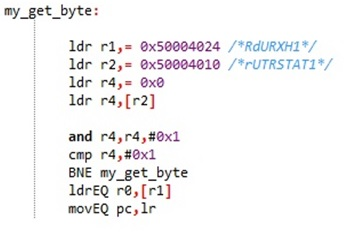 my_get_byte:
ldr r1,= 0x50004024 /*RdURXH1*/
ldr r2,= 0x50004010 /*rUTRSTAT1*/
ldr r4,= 0x0
ldr r4,[r2]
and r4,r4,#0x1
cmp r4,#0x1
BNE my_get_byte
ldrEQ r0,[r1]
movEQ pc,lr